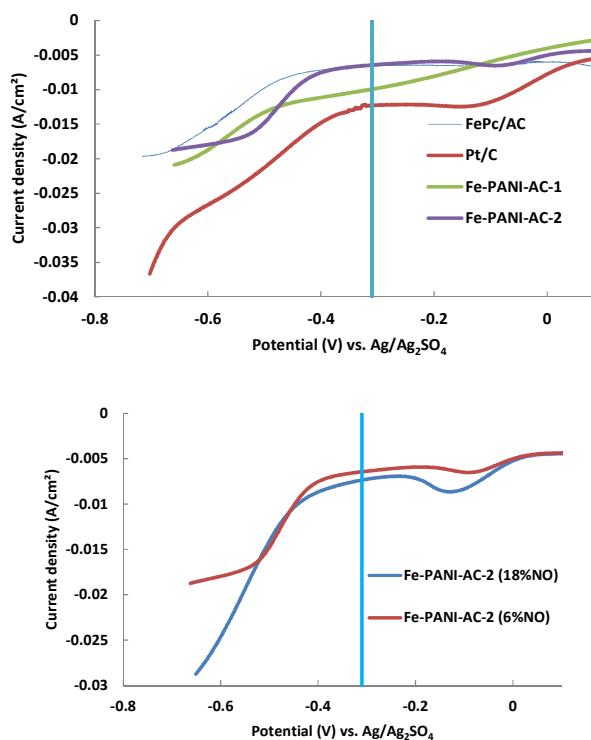 0
-0.005
-0.01
-0.015
-0.02
-0.025
-0.03
-0.035
-0.04
Current density (A/cm²)
FePc/AC
Pt/C
Fe-PANI-AC-1
Fe-PANI-AC-2
-0.8 -0.6 -0.4 -0.2 0
Potential (V) vs. Ag/Ag₂SO₄
0
-0.005
-0.01
-0.015
-0.02
-0.025
-0.03
Current density (A/cm²)
Fe-PANI-AC-2 (18%NO)
Fe-PANI-AC-2 (6%NO)
-0.8 -0.6 -0.4 -0.2 0
Potential (V) vs. Ag/Ag₂SO₄